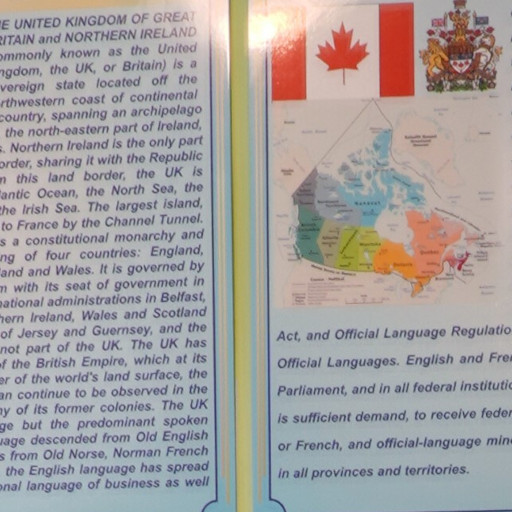 E UNITED KINGDOM OF GREAT
RITAIN and NORTHERN IRELAND
ommonly known as the United
ngdom, the UK, or Britain) is a
vereign state located off the
rthwestern coast of continental
country, spanning an archipelago
the north-eastern part of Ireland,
s. Northern Ireland is the only part
order, sharing it with the Republic
m this land border, the UK is
lantic Ocean, the North Sea, the
the Irish Sea. The largest island,
to France by the Channel Tunnel.
s a constitutional monarchy and
ng of four countries: England,
land and Wales. It is governed by
m with its seat of government in
national administrations in Belfast,
hern Ireland, Wales and Scotland
of Jersey and Guernsey, and the
not part of the UK. The UK has
f the British Empire, which at its
er of the world's land surface, the
an continue to be observed in the
ny of its former colonies. The UK
ge but the predominant spoken
uage descended from Old English
s from Old Norse, Norman French
the English language has spread
onal language of business as well
Nunavut
Manitoba
Ontario
Quebec
Act, and Official Language Regulatio
Official Languages. English and Fren
Parliament, and in all federal institutio
is sufficient demand, to receive feder
or French, and official-language mino
in all provinces and territories.